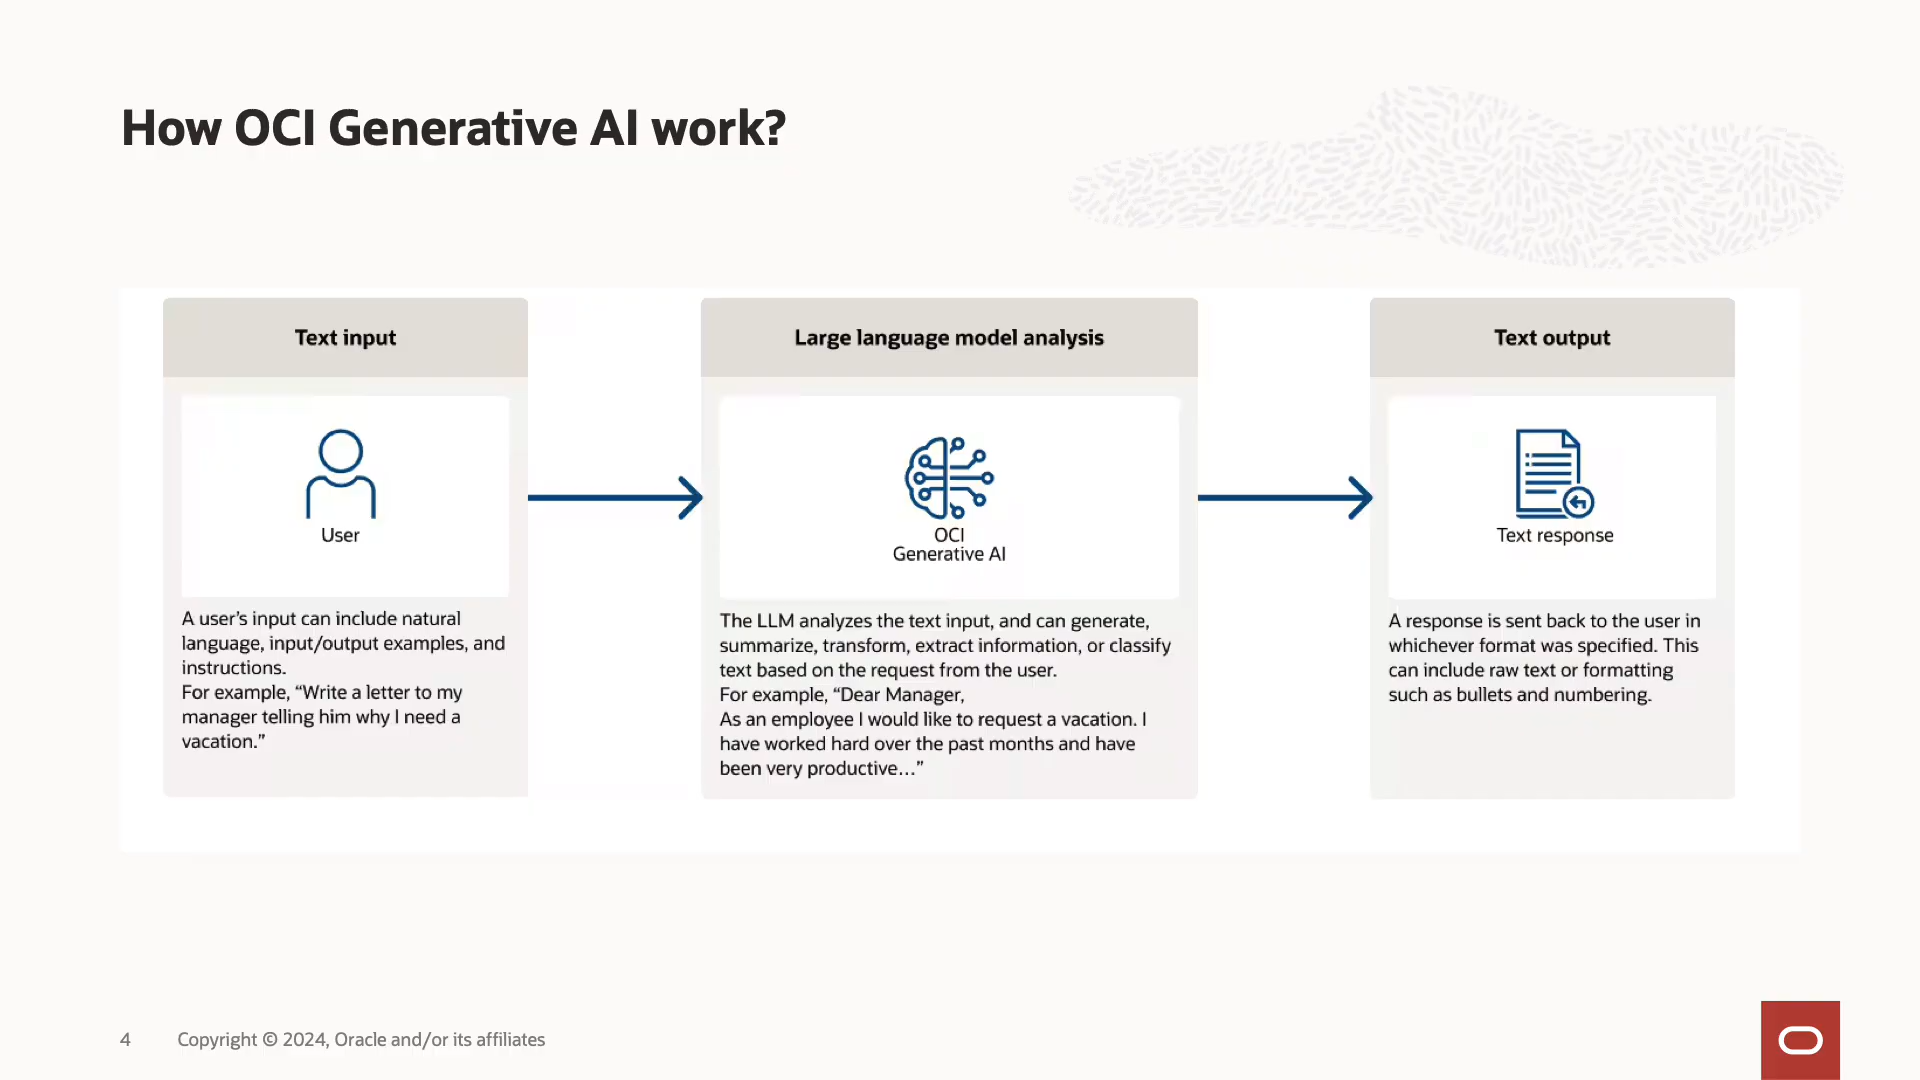 How OCI Generative AI work?
Text input
User
A user’s input can include natural
language, input/output examples, and
instructions.
For example, “Write a letter to my
manager telling him why I need a
vacation.”
Large language model analysis
OCI
Generative AI
The LLM analyzes the text input, and can generate,
summarize, transform, extract information, or classify
text based on the request from the user.
For example, “Dear Manager,
As an employee I would like to request a vacation. I
have worked hard over the past months and have
been very productive...”
Text output
Text response
A response is sent back to the user in
whichever format was specified. This
can include raw text or formatting
such as bullets and numbering.
4
Copyright © 2024, Oracle and/or its affiliates